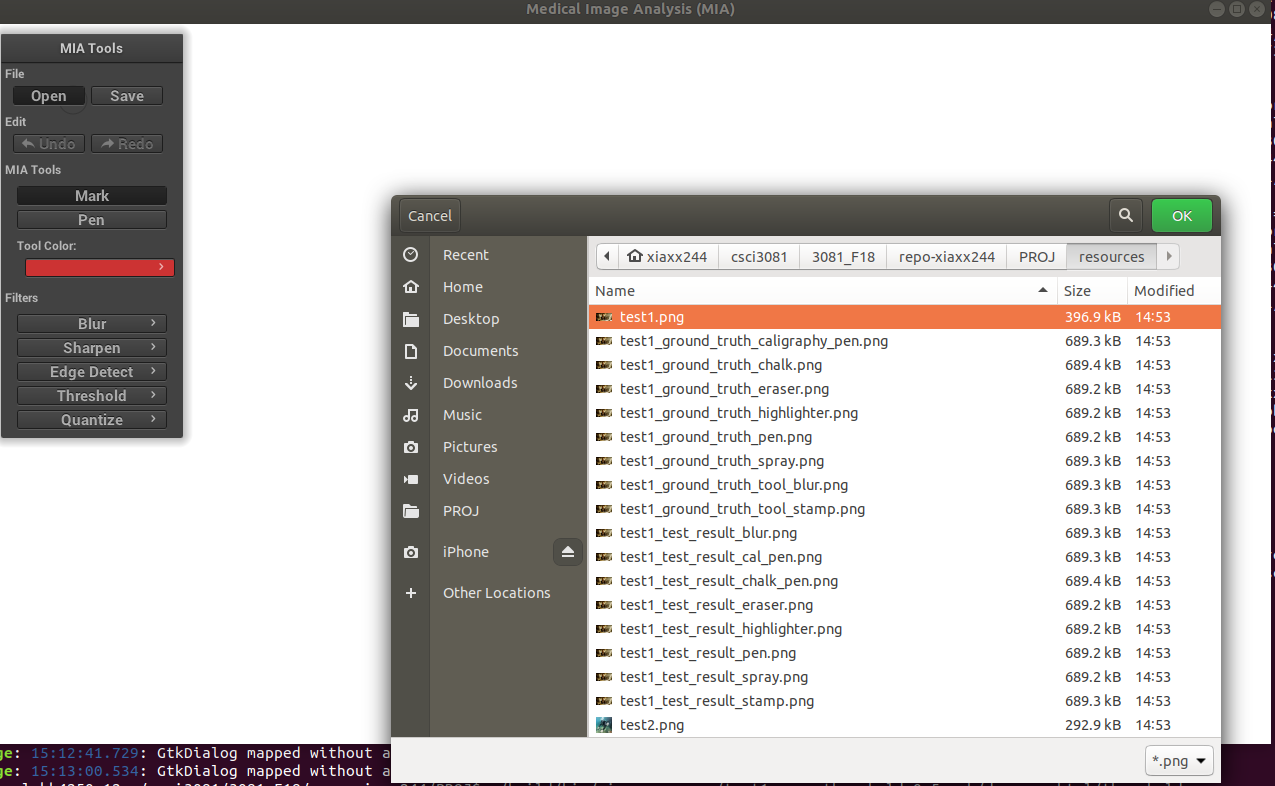 Medical Image Analysis (MIA)
MIA Tools
File
Open Save
Edit
Undo Redo
MIA Tools
Mark
Pen
Tool Color:
Filters
Blur
Sharpen
Edge Detect
Threshold
Quantize
Cancel OK
Recent
Home
Desktop
Documents
Downloads
Music
Pictures
Videos
PROJ
iPhone
Other Locations
xiaxx244 csci3081 3081_F18 repo-xiaxx244 PROJ resources
Name Size Modified
test1.png 396.9 kB 14:53
test1_ground_truth_caligraphy_pen.png 689.3 kB 14:53
test1_ground_truth_chalk.png 689.4 kB 14:53
test1_ground_truth_eraser.png 689.2 kB 14:53
test1_ground_truth_highlighter.png 689.2 kB 14:53
test1_ground_truth_pen.png 689.2 kB 14:53
test1_ground_truth_spray.png 689.3 kB 14:53
test1_ground_truth_tool_blur.png 689.3 kB 14:53
test1_ground_truth_tool_stamp.png 689.3 kB 14:53
test1_test_result_blur.png 689.3 kB 14:53
test1_test_result_cal_pen.png 689.3 kB 14:53
test1_test_result_chalk_pen.png 689.4 kB 14:53
test1_test_result_eraser.png 689.2 kB 14:53
test1_test_result_highlighter.png 689.2 kB 14:53
test1_test_result_pen.png 689.2 kB 14:53
test1_test_result_spray.png 689.2 kB 14:53
test1_test_result_stamp.png 689.3 kB 14:53
test2.png 292.9 kB 14:53
*.png
ge: 15:12:41.729: GtkDialog mapped without a
ge: 15:13:00.534: GtkDialog mapped without a